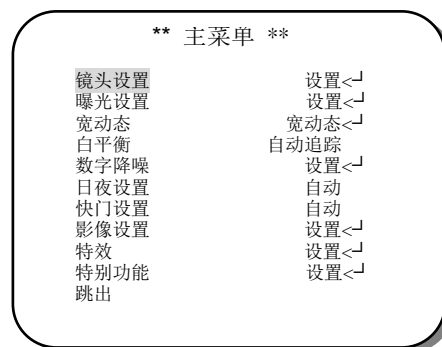 ** 主菜单 **
镜头设置 设置<┘
曝光设置 设置<┘
宽动态 宽动态<┘
白平衡 自动追踪
数字降噪 设置<┘
日夜设置 自动
快门设置 自动
影像设置 设置<┘
特效 设置<┘
特别功能 设置<┘
跳出